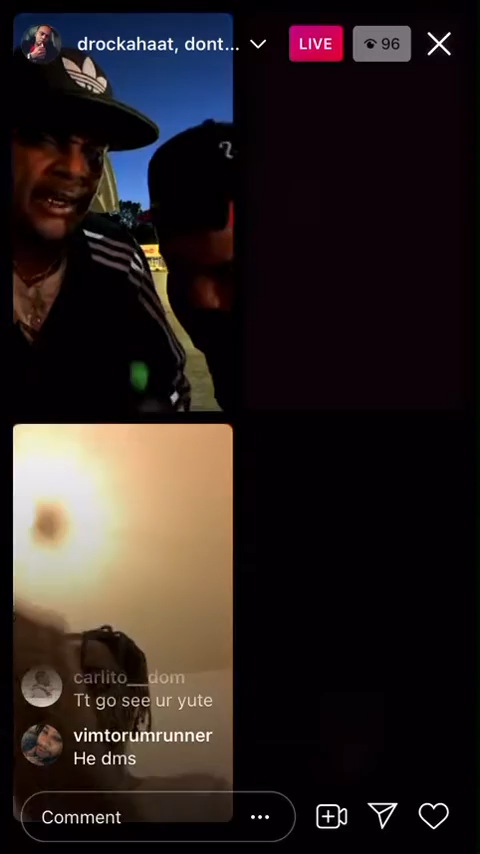 drockahaat, dont...
LIVE
96
carlito__dom
Tt go see ur yute
vimtorumrunner
He dms
Comment